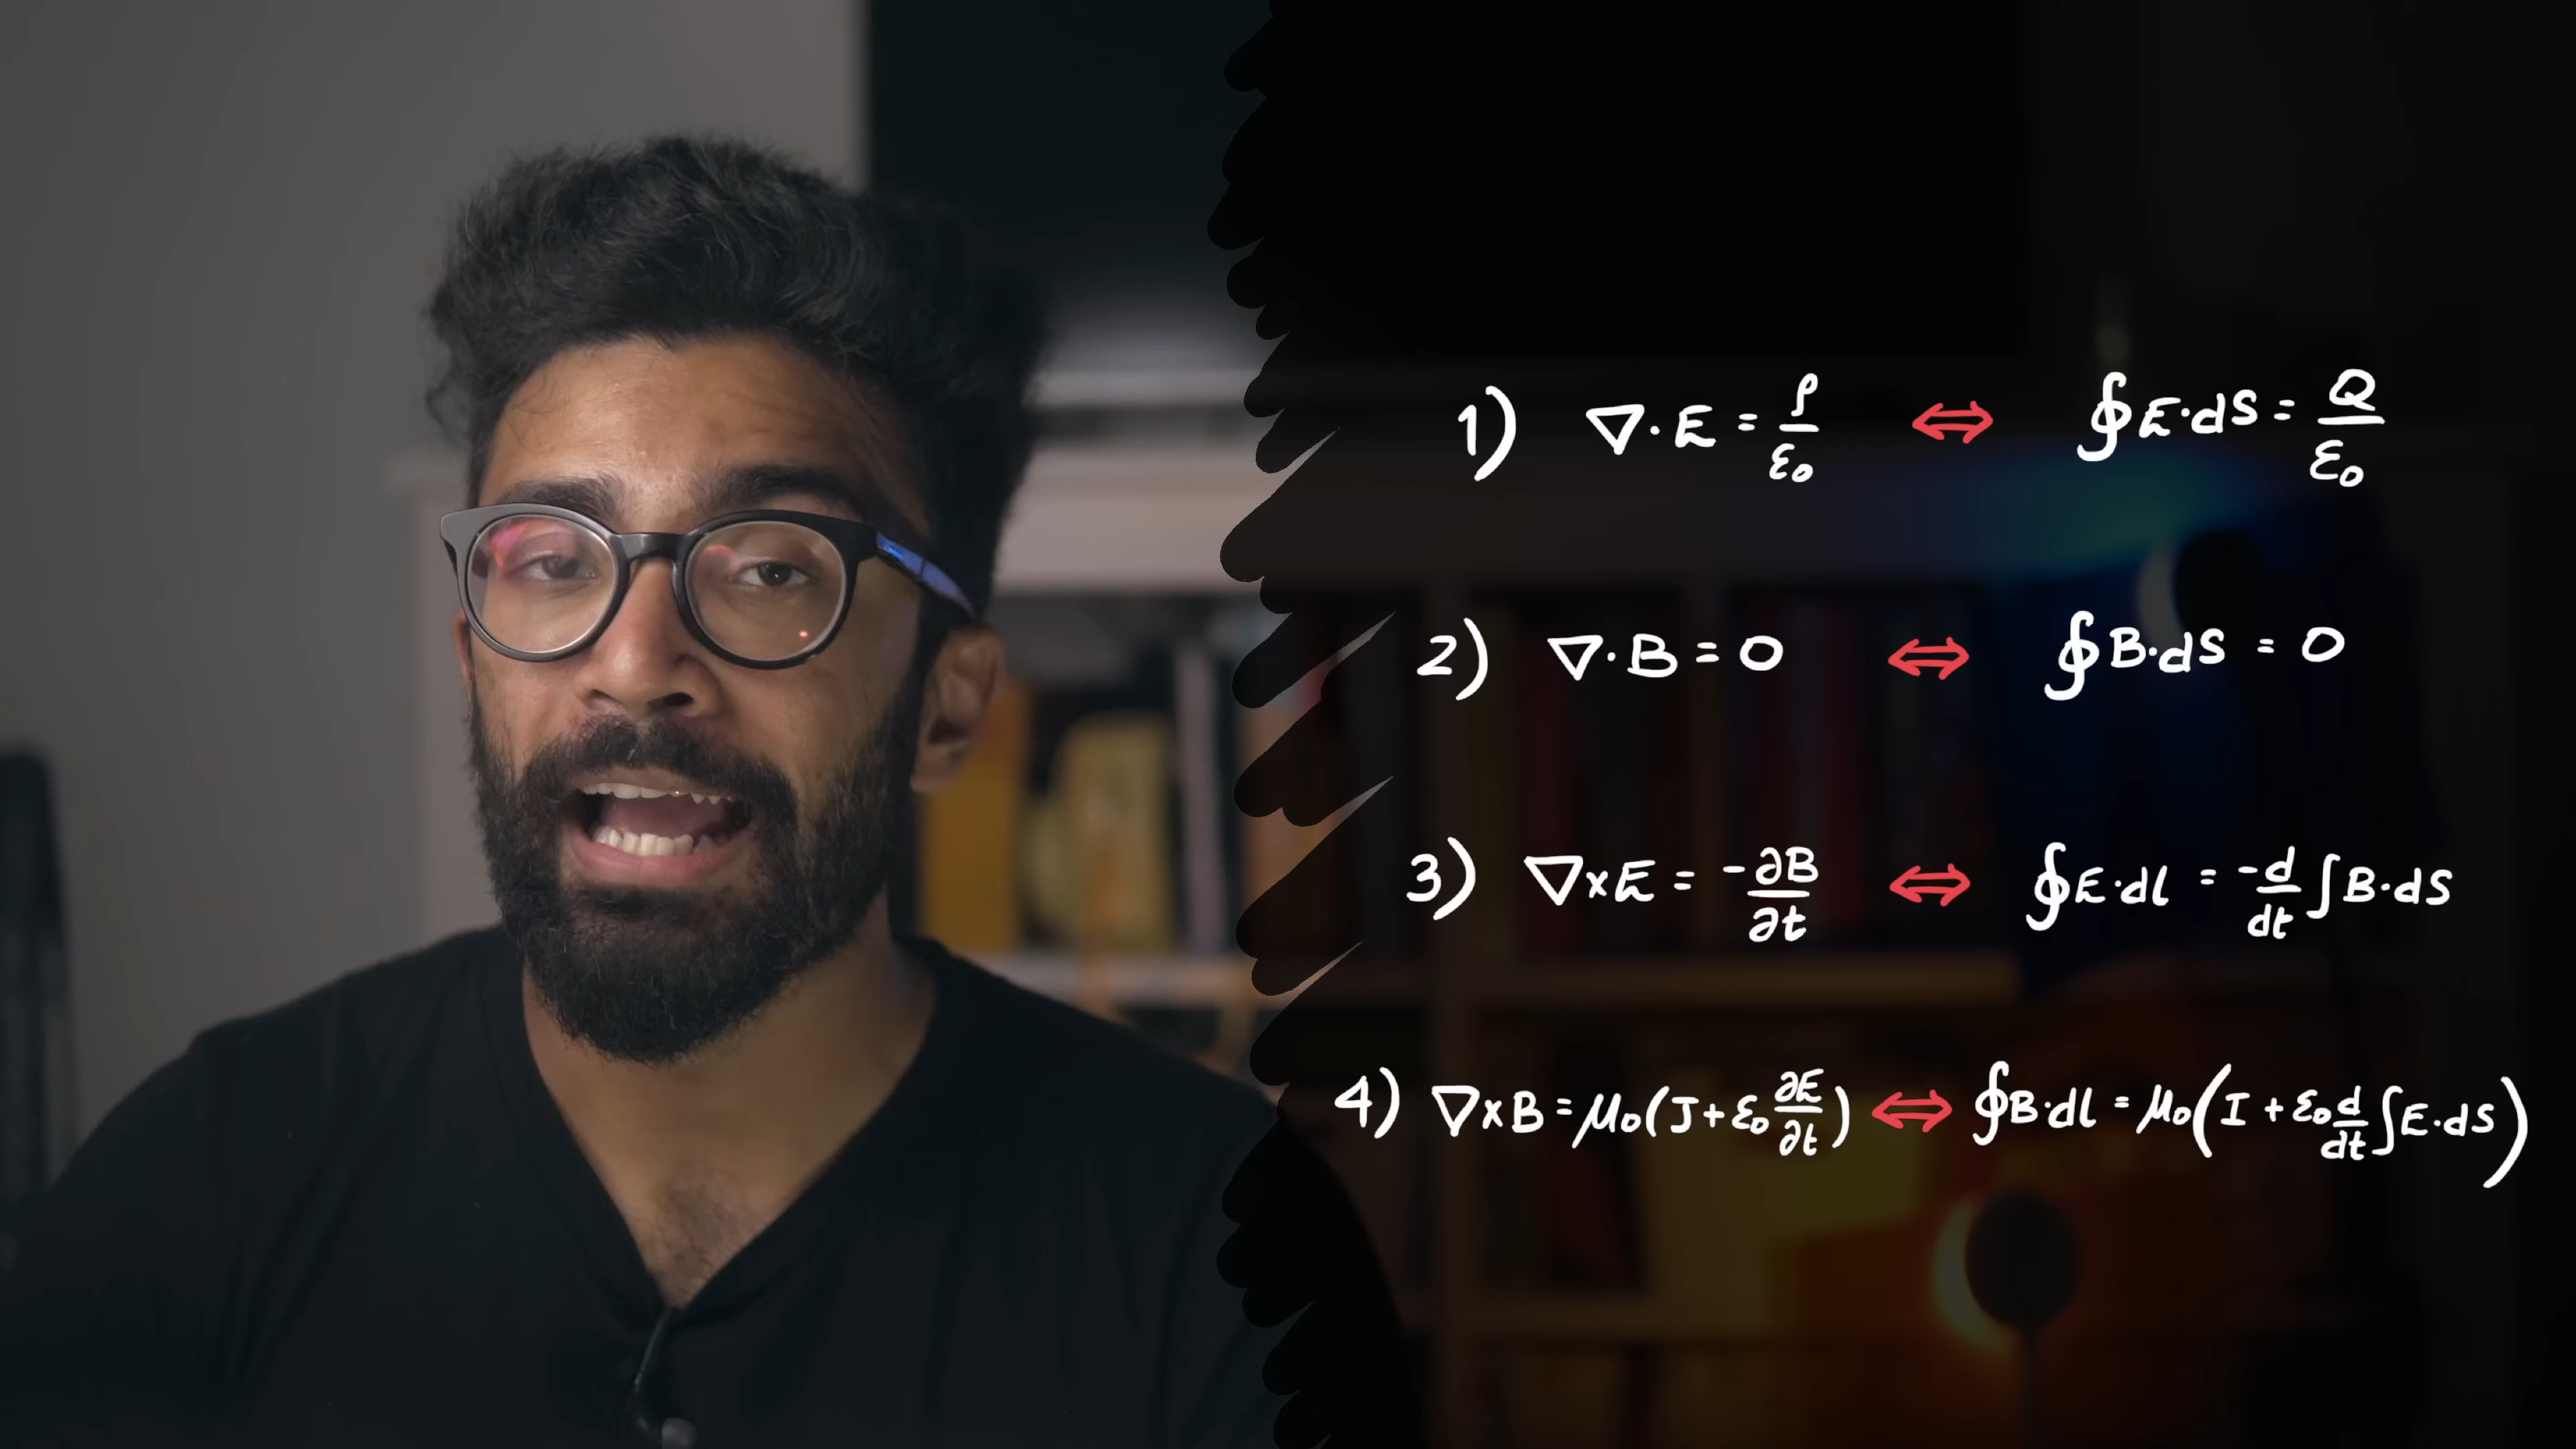 1) ∇·E = ρ/ε₀ ⇔ ∮E·dS = Q/ε₀
2) ∇·B = 0 ⇔ ∮B·dS = 0
3) ∇×E = -∂B/∂t ⇔ ∮E·dl = -d/dt ∫B·dS
4) ∇×B = μ₀(J+ε₀ ∂E/∂t) ⇔ ∮B·dl = μ₀(I + ε₀ d/dt ∫E·dS)